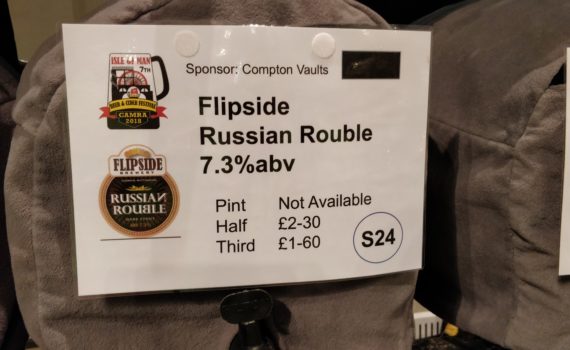 ISLE OF MAN
7TH
BEER & CIDER FESTIVAL
CAMRA 2018
Sponsor: Compton Vaults
Flipside
Russian Rouble
7.3%abv
FLIPSIDE
BREWERY
RUSSIAN
ROUBLE
Pint Not Available
Half £2-30
Third £1-60
S24